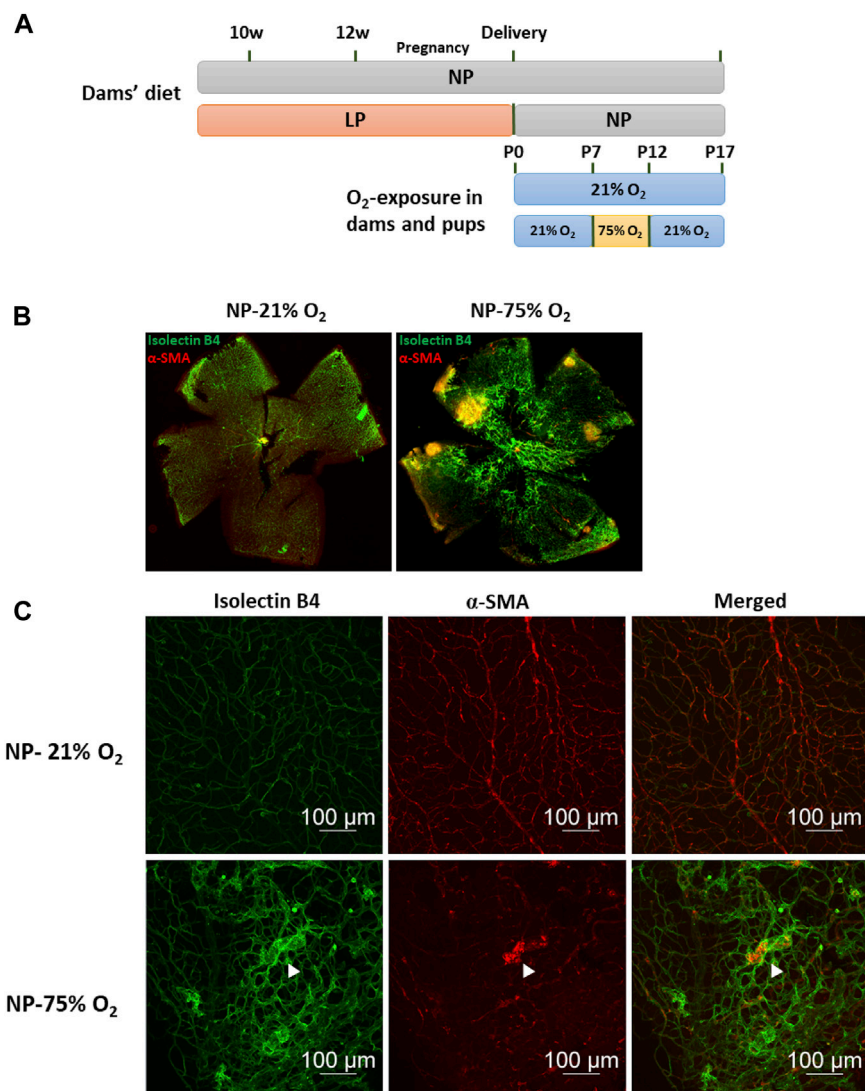 A
10w 12w Delivery
Pregnancy
Dams' diet
NP
LP NP
P0 P7 P12 P17
O₂-exposure in
dams and pups
21% O₂
21% O₂ 75% O₂ 21% O₂
B
NP-21% O₂ NP-75% O₂
Isolectin B4 Isolectin B4
α-SMA α-SMA
C
Isolectin B4 α-SMA Merged
NP- 21% O₂
100 µm 100 µm 100 µm
NP-75% O₂
100 µm 100 µm 100 µm